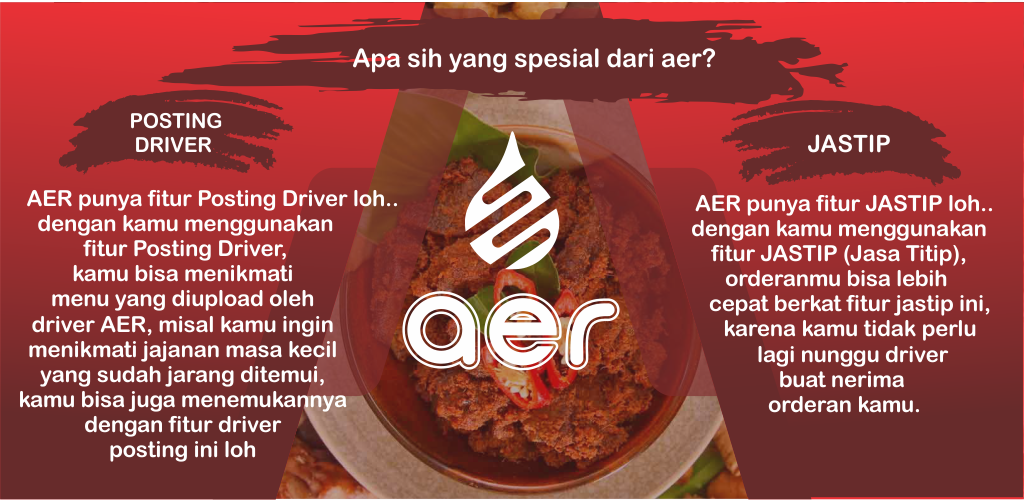 Apa sih yang spesial dari aer?
POSTING
DRIVER
AER punya fitur Posting Driver loh..
dengan kamu menggunakan
fitur Posting Driver,
kamu bisa menikmati
menu yang diupload oleh
driver AER, misal kamu ingin
menikmati jajanan masa kecil
yang sudah jarang ditemui,
kamu bisa juga menemukannya
dengan fitur driver
posting ini loh
aer
JASTIP
AER punya fitur JASTIP loh..
dengan kamu menggunakan
fitur JASTIP (Jasa Titip),
orderanmu bisa lebih
cepat berkat fitur jastip ini,
karena kamu tidak perlu
lagi nunggu driver
buat nerima
orderan kamu.